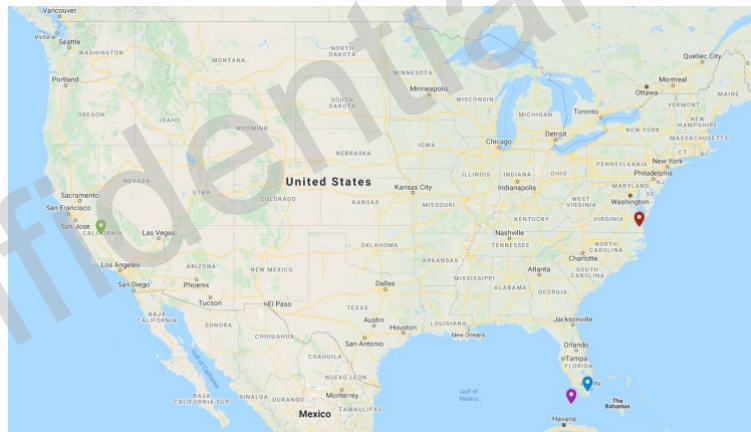 Vancouver
Victoria
Seattle
WASHINGTON
MONTANA
NORTH
DAKOTA
Quebec City
Portland
MINNESOTA
Minneapolis
Montreal
Ottawa
MAINE
OREGON
IDAHO
SOUTH
DAKOTA
WISCONSIN
MICHIGAN
Toronto
VERMONT
NEW
HAMPSHIRE
WYOMING
NEW YORK
MASSACHUSETTS
Chicago
Detroit
CT
RI
IOWA
NEBRASKA
PENNSYLVANIA
New York
Philadelphia
NEVADA
UTAH
United States
ILLINOIS
INDIANA
OHIO
Indianapolis
MARYLAND
DE
NJ
Sacramento
San Francisco
COLORADO
KANSAS
Kansas City
MISSOURI
WEST
VIRGINIA
Washington
San Jose
CALIFORNIA
Las Vegas
KENTUCKY
VIRGINIA
Nashville
TENNESSEE
OKLAHOMA
NORTH
CAROLINA
Charlotte
Los Angeles
ARIZONA
NEW MEXICO
ARKANSAS
Atlanta
SOUTH
CAROLINA
San Diego
Phoenix
Tucson
Dallas
MISSISSIPPI
ALABAMA
GEORGIA
El Paso
TEXAS
BAJA
CALIFORNIA
SONORA
CHIHUAHUA
Austin
Houston
San Antonio
LOUISIANA
New Orleans
Jacksonville
Orlando
Tampa
FLORIDA
COAHUILA
Gulf of
California
NUEVO LEON
Monterrey
BAJA
CALIFORNIA SUR
SINALOA
DURANGO
TAMAULIPAS
Mexico
Gulf of
Mexico
The
Bahamas
Havana
fidential